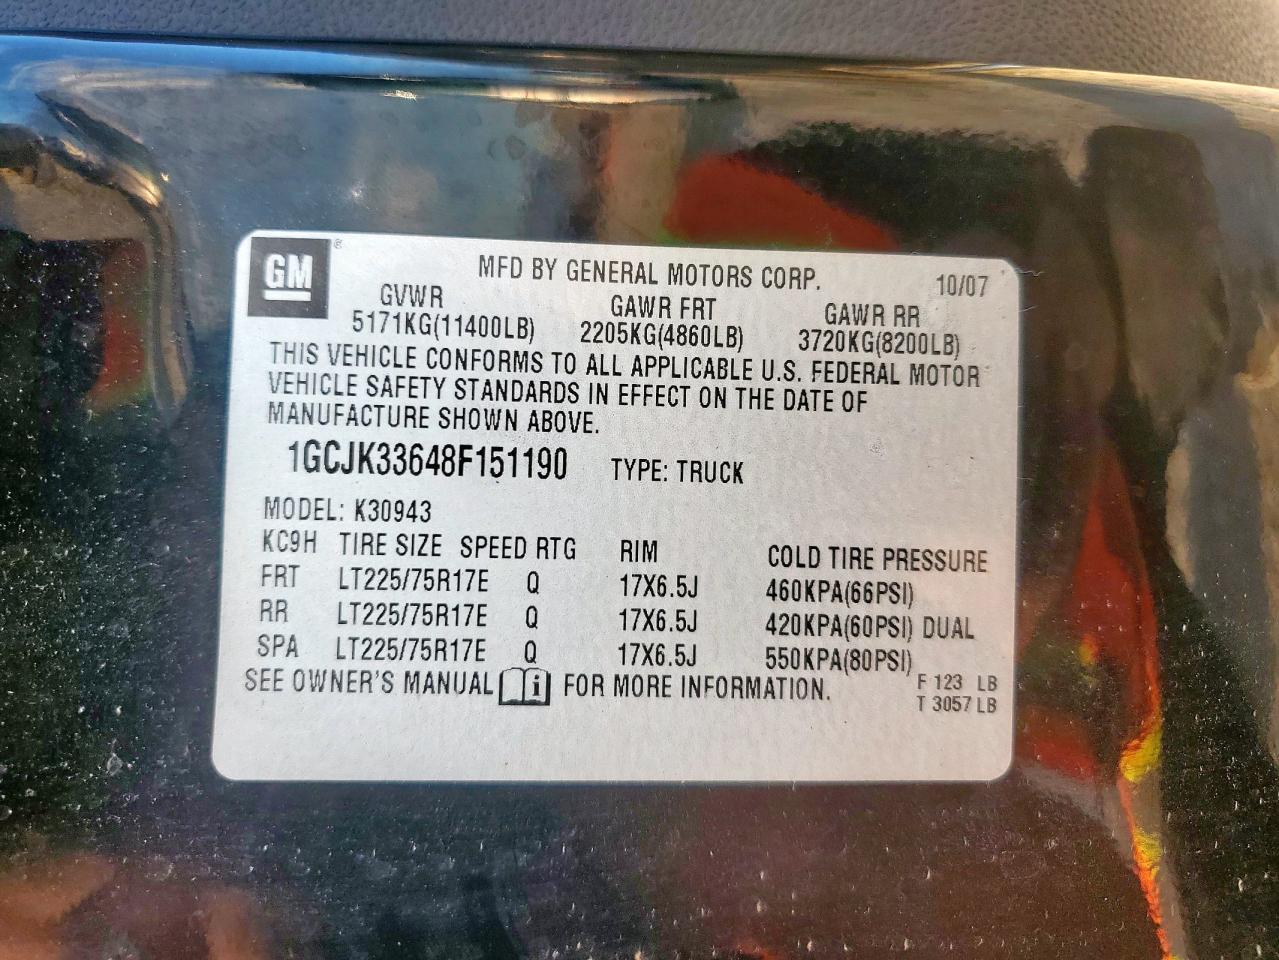 GM ®
MFD BY GENERAL MOTORS CORP. 10/07
GVWR GAWR FRT GAWR RR
5171KG(11400LB) 2205KG(4860LB) 3720KG(8200LB)
THIS VEHICLE CONFORMS TO ALL APPLICABLE U.S. FEDERAL MOTOR
VEHICLE SAFETY STANDARDS IN EFFECT ON THE DATE OF
MANUFACTURE SHOWN ABOVE.
1GCJK33648F151190 TYPE: TRUCK
MODEL: K30943
KC9H TIRE SIZE SPEED RTG RIM COLD TIRE PRESSURE
FRT LT225/75R17E Q 17X6.5J 460KPA(66PSI)
RR LT225/75R17E Q 17X6.5J 420KPA(60PSI) DUAL
SPA LT225/75R17E Q 17X6.5J 550KPA(80PSI)
SEE OWNER'S MANUAL i FOR MORE INFORMATION.
F 123 LB
T 3057 LB